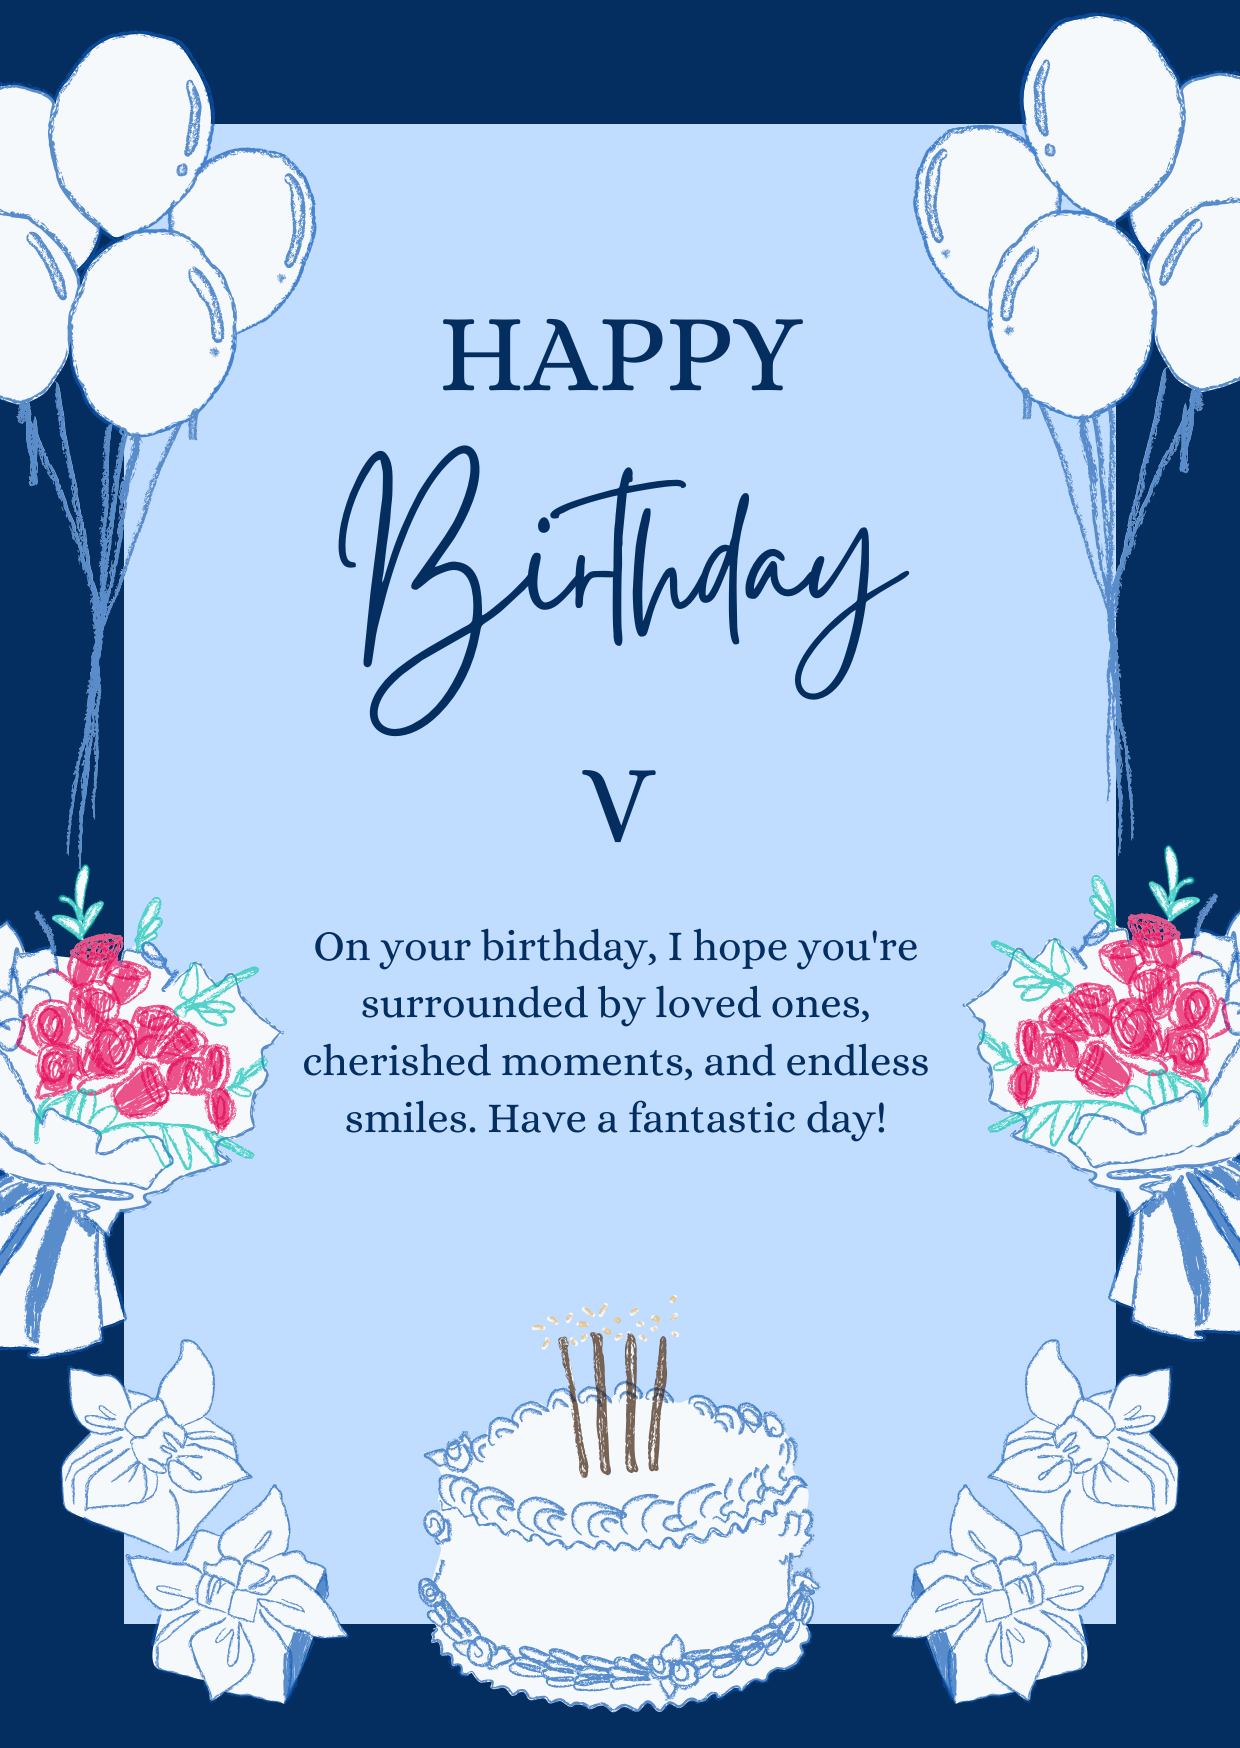 HAPPY
Birthday
V
On your birthday, I hope you're
surrounded by loved ones,
cherished moments, and endless
smiles. Have a fantastic day!